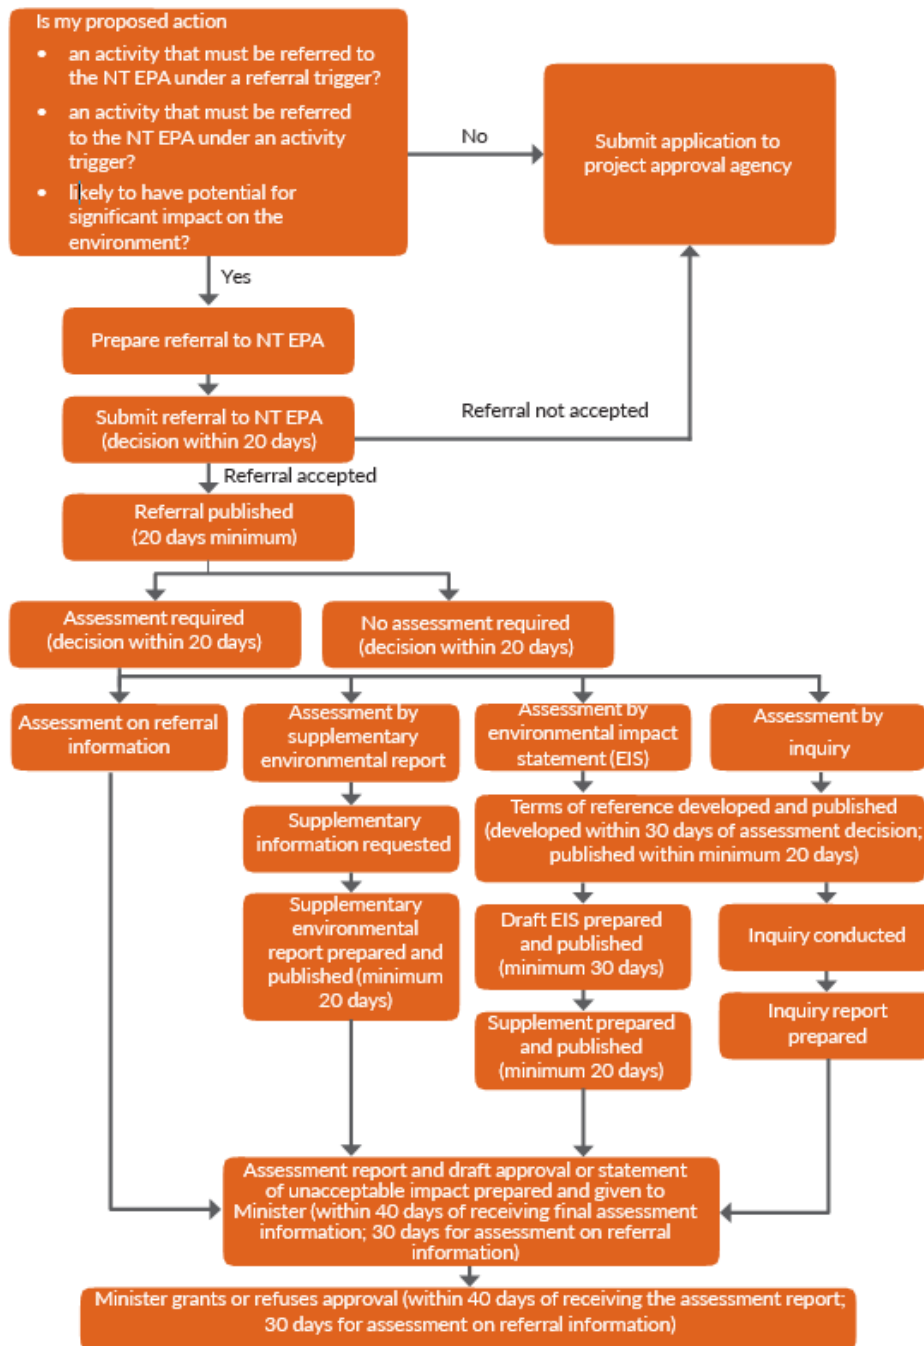 Is my proposed action
• an activity that must be referred to
the NT EPA under a referral trigger?
• an activity that must be referred
to the NT EPA under an activity
trigger?
• likely to have potential for
significant impact on the
environment?
No
Submit application to
project approval agency
Yes
Prepare referral to NT EPA
Submit referral to NT EPA
(decision within 20 days)
Referral not accepted
Referral accepted
Referral published
(20 days minimum)
Assessment required
(decision within 20 days)
No assessment required
(decision within 20 days)
Assessment on referral
information
Assessment by
supplementary
environmental report
Assessment by
environmental impact
statement (EIS)
Assessment by
inquiry
Supplementary
information requested
Terms of reference developed and published
(developed within 30 days of assessment decision;
published within minimum 20 days)
Supplementary
environmental
report prepared and
published (minimum
20 days)
Draft EIS prepared
and published
(minimum 30 days)
Inquiry conducted
Supplement prepared
and published
(minimum 20 days)
Inquiry report
prepared
Assessment report and draft approval or statement
of unacceptable impact prepared and given to
Minister (within 40 days of receiving final assessment
information; 30 days for assessment on referral
information)
Minister grants or refuses approval (within 40 days of receiving the assessment report;
30 days for assessment on referral information)